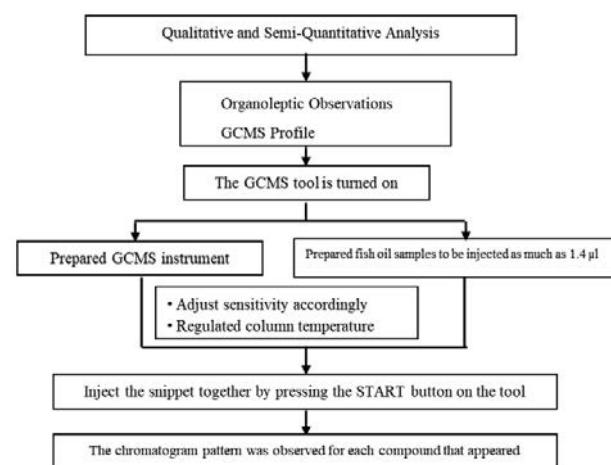 Qualitative and Semi-Quantitative Analysis
Organoleptic Observations
GCMS Profile
The GCMS tool is turned on
Prepared GCMS instrument
Prepared fish oil samples to be injected as much as 1.4 µl
• Adjust sensitivity accordingly
• Regulated column temperature
Inject the snippet together by pressing the START button on the tool
The chromatogram pattern was observed for each compound that appeared